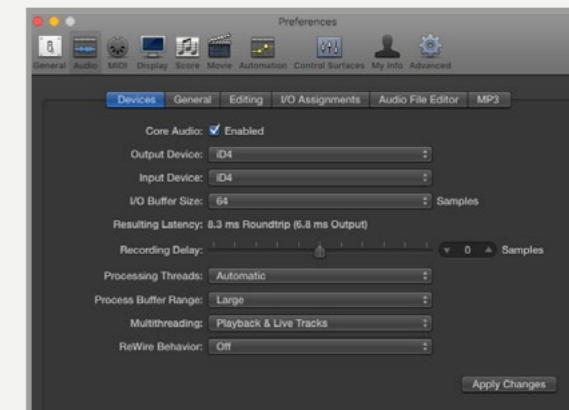 Preferences
General Audio MIDI Display Score Movie Automation Control Surfaces My Info Advanced
Devices General Editing I/O Assignments Audio File Editor MP3
Core Audio: Enabled
Output Device: iD4
Input Device: iD4
I/O Buffer Size: 64 Samples
Resulting Latency: 8.3 ms Roundtrip (6.8 ms Output)
Recording Delay: 0 Samples
Processing Threads: Automatic
Process Buffer Range: Large
Multithreading: Playback & Live Tracks
ReWire Behavior: Off
Apply Changes